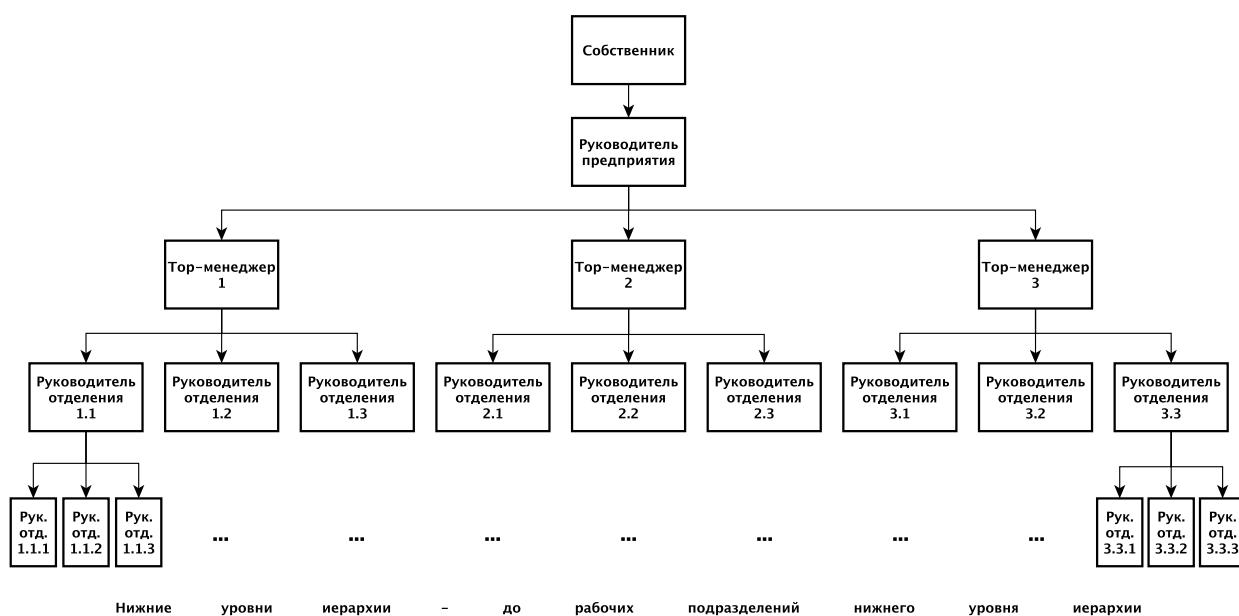 Собственник
Руководитель
предприятия
Тор-менеджер
1
Тор-менеджер
2
Тор-менеджер
3
Руководитель
отделения
1.1
Руководитель
отделения
1.2
Руководитель
отделения
1.3
Руководитель
отделения
2.1
Руководитель
отделения
2.2
Руководитель
отделения
2.3
Руководитель
отделения
3.1
Руководитель
отделения
3.2
Руководитель
отделения
3.3
Рук.
отд.
1.1.1
Рук.
отд.
1.1.2
Рук.
отд.
1.1.3
... ... ... ... ... ... ...
Рук.
отд.
3.3.1
Рук.
отд.
3.3.2
Рук.
отд.
3.3.3
Нижние уровни иерархии - до рабочих подразделений нижнего уровня иерархии